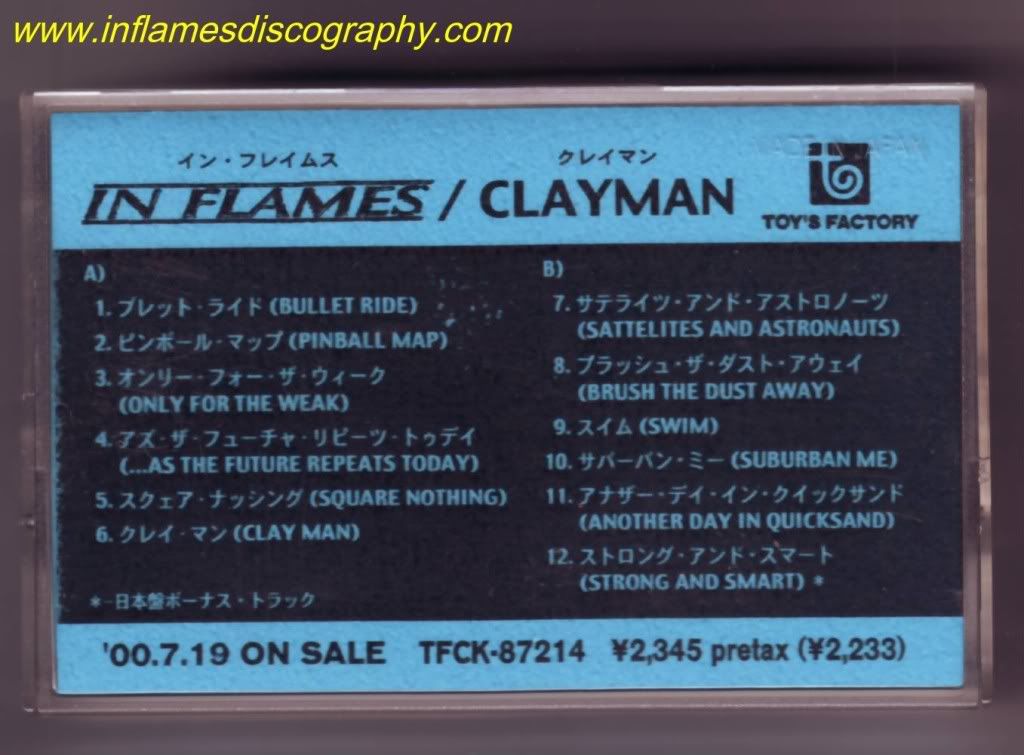 www.inflamesdiscography.com
イン・フレイムス
クレイマン
IN FLAMES / CLAYMAN
TOY'S FACTORY
A)
1. ブレット・ライド (BULLET RIDE)
2. ピンボール・マップ (PINBALL MAP)
3. オンリー・フォー・ザ・ウィーク
(ONLY FOR THE WEAK)
4. アズ・ザ・フューチャ・リピーツ・トゥデイ
(...AS THE FUTURE REPEATS TODAY)
5. スクェア・ナッシング (SQUARE NOTHING)
6. クレイ・マン (CLAY MAN)
*-日本盤ボーナス・トラック
B)
7. サテライツ・アンド・アストロノーツ
(SATTELITES AND ASTRONAUTS)
8. ブラッシュ・ザ・ダスト・アウェイ
(BRUSH THE DUST AWAY)
9. スイム (SWIM)
10. サバーバン・ミー (SUBURBAN ME)
11. アナザー・デイ・イン・クイックサンド
(ANOTHER DAY IN QUICKSAND)
12. ストロング・アンド・スマート
(STRONG AND SMART) *
'00.7.19 ON SALE TFCK-87214 ¥2,345 pretax (¥2,233)